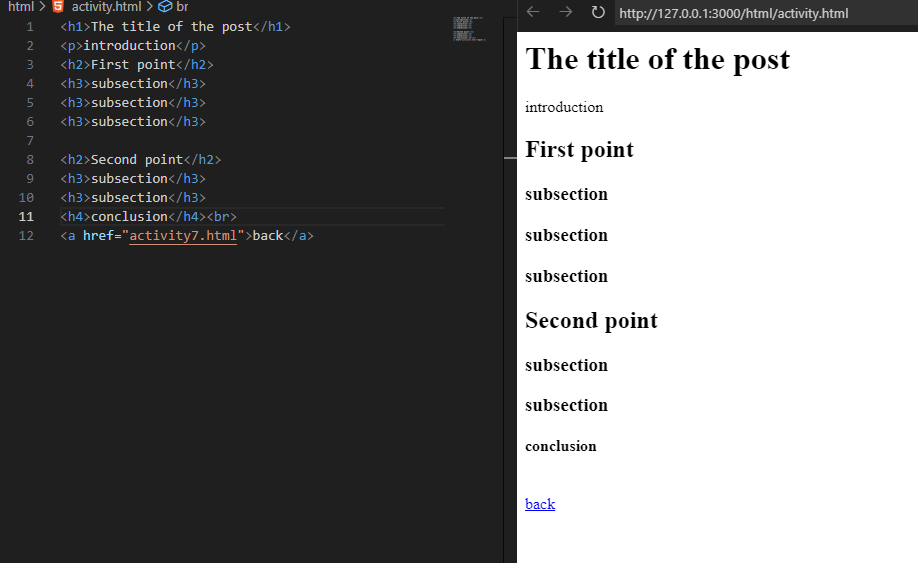 html > activity.html > br
1 <h1>The title of the post</h1>
2 <p>introduction</p>
3 <h2>First point</h2>
4 <h3>subsection</h3>
5 <h3>subsection</h3>
6 <h3>subsection</h3>
7
8 <h2>Second point</h2>
9 <h3>subsection</h3>
10 <h3>subsection</h3>
11 <h4>conclusion</h4><br>
12 <a href="activity7.html">back</a>
http://127.0.0.1:3000/html/activity.html
The title of the post
introduction
First point
subsection
subsection
subsection
Second point
subsection
subsection
conclusion
back